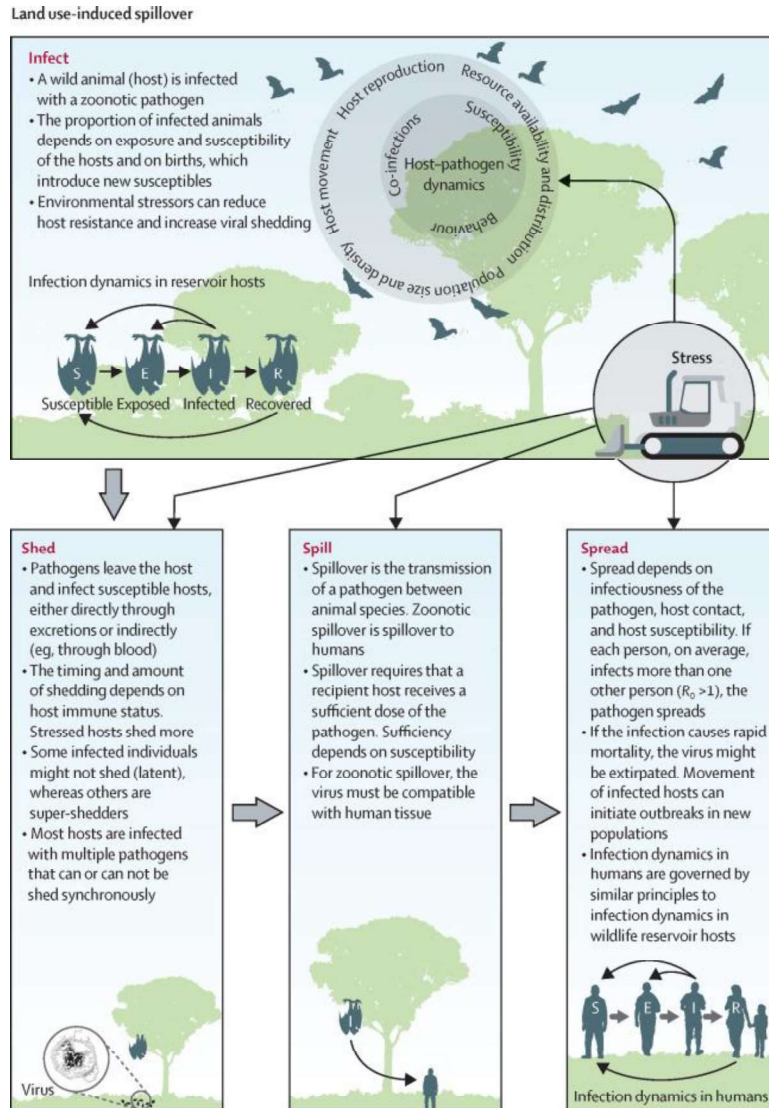 Land use-induced spillover
Infect
• A wild animal (host) is infected
with a zoonotic pathogen
• The proportion of infected animals
depends on exposure and susceptibility
of the hosts and on births, which
introduce new susceptibles
• Environmental stressors can reduce
host resistance and increase viral shedding
Host movement
Host reproduction
Resource availability and distribution
Population size and density
Co-infections
Susceptibility
Behaviour
Host–pathogen
dynamics
Infection dynamics in reservoir hosts
S E I R
Susceptible Exposed Infected Recovered
Stress
Shed
• Pathogens leave the host
and infect susceptible hosts,
either directly through
excretions or indirectly
(eg, through blood)
• The timing and amount
of shedding depends on
host immune status.
Stressed hosts shed more
• Some infected individuals
might not shed (latent),
whereas others are
super-shedders
• Most hosts are infected
with multiple pathogens
that can or can not be
shed synchronously
Virus
Spill
• Spillover is the transmission
of a pathogen between
animal species. Zoonotic
spillover is spillover to
humans
• Spillover requires that a
recipient host receives a
sufficient dose of the
pathogen. Sufficiency
depends on susceptibility
• For zoonotic spillover, the
virus must be compatible
with human tissue
I
Spread
• Spread depends on
infectiousness of the
pathogen, host contact,
and host susceptibility. If
each person, on average,
infects more than one
other person (R₀ >1), the
pathogen spreads
• If the infection causes rapid
mortality, the virus might
be extirpated. Movement
of infected hosts can
initiate outbreaks in new
populations
• Infection dynamics in
humans are governed by
similar principles to
infection dynamics in
wildlife reservoir hosts
S E I R
Infection dynamics in humans